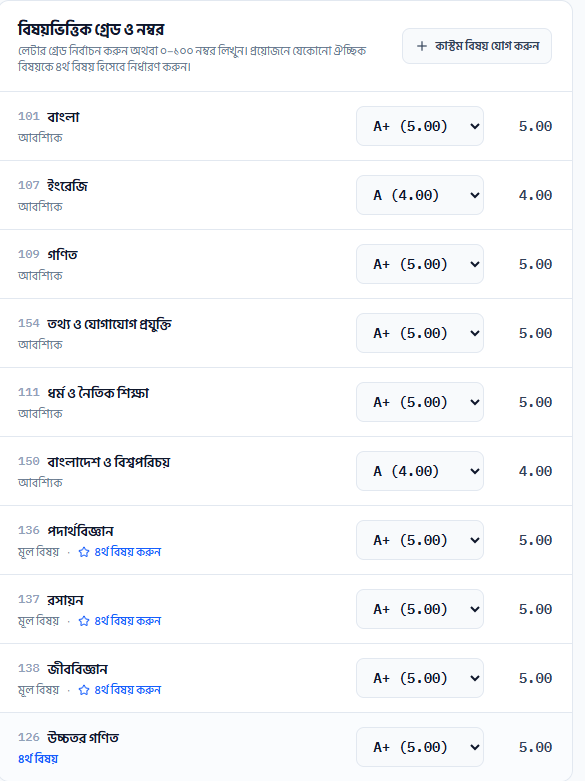 বিষয়ভিত্তিক গ্রেড ও নম্বর
লেটার গ্রেড নির্বাচন করুন অথবা ০–১০০ নম্বর লিখুন। প্রয়োজনে যেকোনো ঐচ্ছিক
বিষয়কে ৪র্থ বিষয় হিসেবে নির্ধারণ করুন।
+ কাস্টম বিষয় যোগ করুন
101 বাংলা
আবশ্যিক
A+ (5.00) 5.00
107 ইংরেজি
আবশ্যিক
A (4.00) 4.00
109 গণিত
আবশ্যিক
A+ (5.00) 5.00
154 তথ্য ও যোগাযোগ প্রযুক্তি
আবশ্যিক
A+ (5.00) 5.00
111 ধর্ম ও নৈতিক শিক্ষা
আবশ্যিক
A+ (5.00) 5.00
150 বাংলাদেশ ও বিশ্বপরিচয়
আবশ্যিক
A (4.00) 4.00
136 পদার্থবিজ্ঞান
মূল বিষয় · ☆ ৪র্থ বিষয় করুন
A+ (5.00) 5.00
137 রসায়ন
মূল বিষয় · ☆ ৪র্থ বিষয় করুন
A+ (5.00) 5.00
138 জীববিজ্ঞান
মূল বিষয় · ☆ ৪র্থ বিষয় করুন
A+ (5.00) 5.00
126 উচ্চতর গণিত
৪র্থ বিষয়
A+ (5.00) 5.00